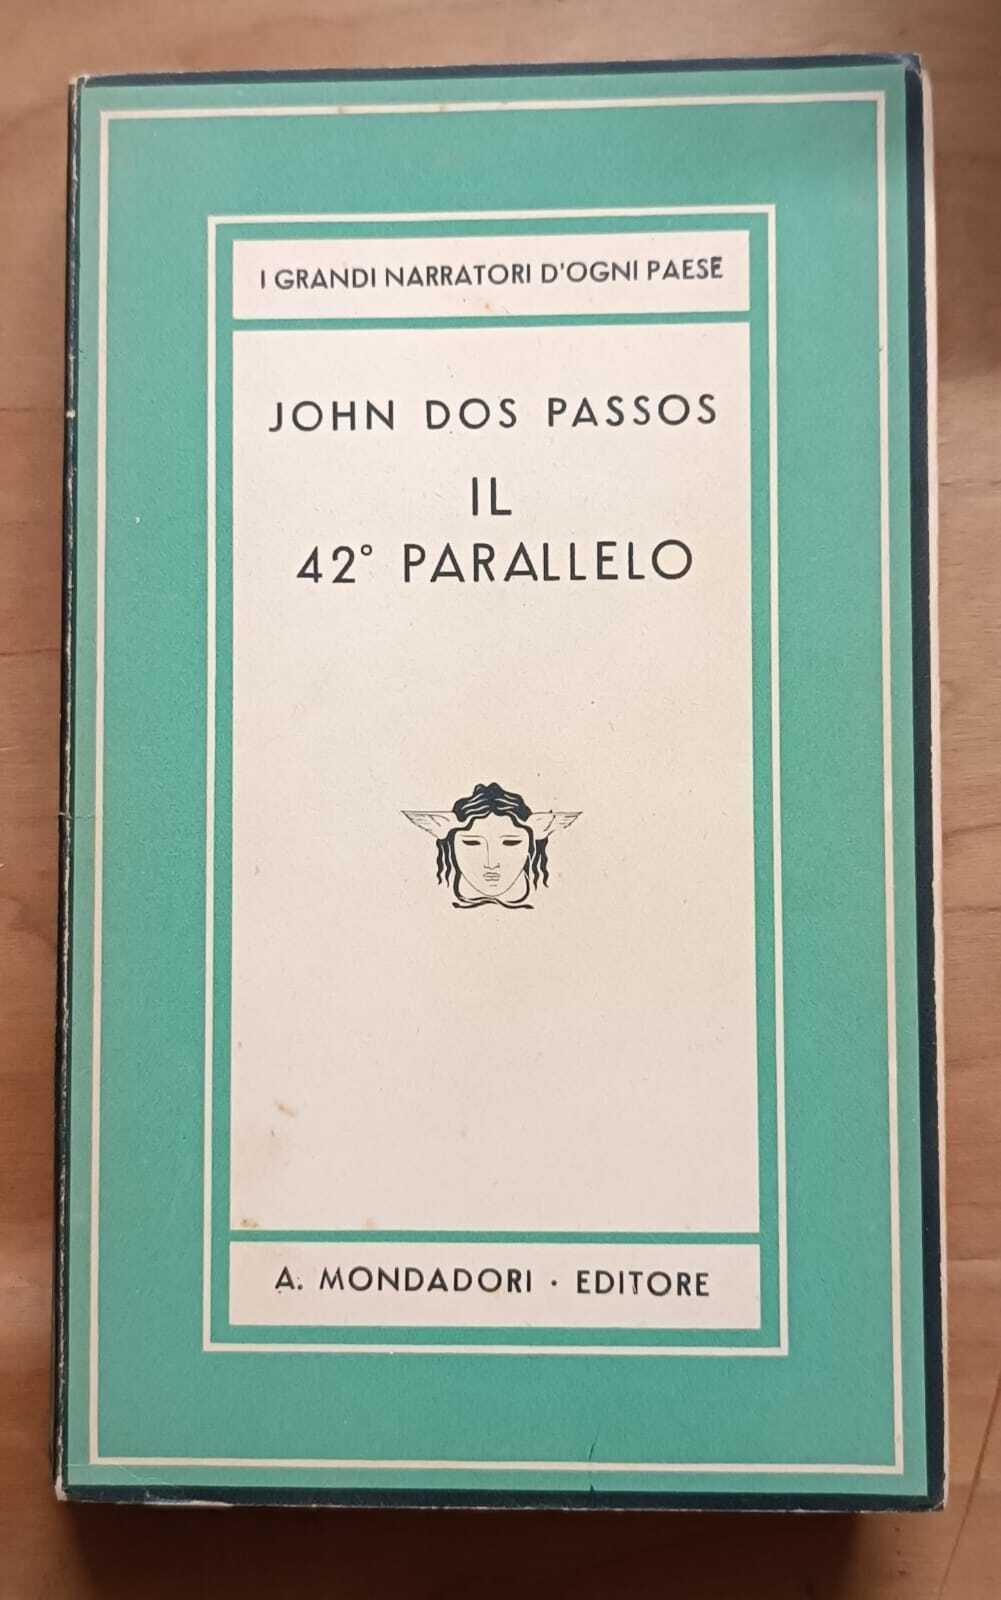 I GRANDI NARRATORI D'OGNI PAESE
JOHN DOS PASSOS
IL
42° PARALLELO
A. MONDADORI · EDITORE